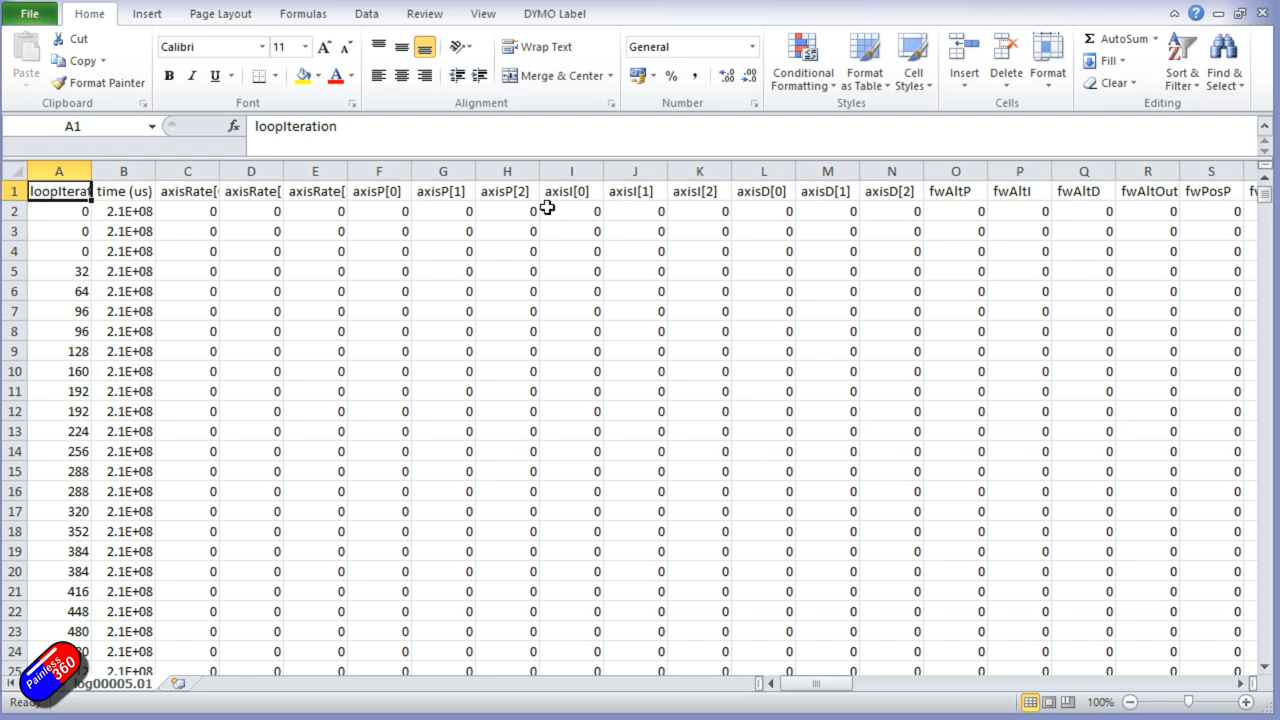 File Home Insert Page Layout Formulas Data Review View DYMO Label
Cut
Copy
Format Painter
Paste
Clipboard
Calibri 11
B I U A
Font
Wrap Text
Merge & Center
Alignment
General
%
Number
Conditional Formatting
Format as Table
Cell Styles
Styles
Insert Delete Format
Cells
AutoSum
Fill
Clear
Sort & Filter
Find & Select
Editing
A1 fx loopIteration
A B C D E F G H I J K L M N O P Q R S
1 loopIterat time (us) axisRate[ axisRate[ axisRate[ axisP[0] axisP[1] axisP[2] axisI[0] axisI[1] axisI[2] axisD[0] axisD[1] axisD[2] fwAltP fwAltI fwAltD fwAltOut fwPosP
2 0 2.1E+08 0 0 0 0 0 0 0 0 0 0 0 0 0 0 0 0 0
3 0 2.1E+08 0 0 0 0 0 0 0 0 0 0 0 0 0 0 0 0 0
4 0 2.1E+08 0 0 0 0 0 0 0 0 0 0 0 0 0 0 0 0 0
5 32 2.1E+08 0 0 0 0 0 0 0 0 0 0 0 0 0 0 0 0 0
6 64 2.1E+08 0 0 0 0 0 0 0 0 0 0 0 0 0 0 0 0 0
7 96 2.1E+08 0 0 0 0 0 0 0 0 0 0 0 0 0 0 0 0 0
8 96 2.1E+08 0 0 0 0 0 0 0 0 0 0 0 0 0 0 0 0 0
9 128 2.1E+08 0 0 0 0 0 0 0 0 0 0 0 0 0 0 0 0 0
10 160 2.1E+08 0 0 0 0 0 0 0 0 0 0 0 0 0 0 0 0 0
11 192 2.1E+08 0 0 0 0 0 0 0 0 0 0 0 0 0 0 0 0 0
12 192 2.1E+08 0 0 0 0 0 0 0 0 0 0 0 0 0 0 0 0 0
13 224 2.1E+08 0 0 0 0 0 0 0 0 0 0 0 0 0 0 0 0 0
14 256 2.1E+08 0 0 0 0 0 0 0 0 0 0 0 0 0 0 0 0 0
15 288 2.1E+08 0 0 0 0 0 0 0 0 0 0 0 0 0 0 0 0 0
16 288 2.1E+08 0 0 0 0 0 0 0 0 0 0 0 0 0 0 0 0 0
17 320 2.1E+08 0 0 0 0 0 0 0 0 0 0 0 0 0 0 0 0 0
18 352 2.1E+08 0 0 0 0 0 0 0 0 0 0 0 0 0 0 0 0 0
19 384 2.1E+08 0 0 0 0 0 0 0 0 0 0 0 0 0 0 0 0 0
20 384 2.1E+08 0 0 0 0 0 0 0 0 0 0 0 0 0 0 0 0 0
21 416 2.1E+08 0 0 0 0 0 0 0 0 0 0 0 0 0 0 0 0 0
22 448 2.1E+08 0 0 0 0 0 0 0 0 0 0 0 0 0 0 0 0 0
23 480 2.1E+08 0 0 0 0 0 0 0 0 0 0 0 0 0 0 0 0 0
24 2.1E+08 0 0 0 0 0 0 0 0 0 0 0 0 0 0 0 0 0
25 2.1E+08 0 0 0 0 0 0 0 0 0 0 0 0 0 0 0 0 0
Painless 360
log00005.01
Ready 100%